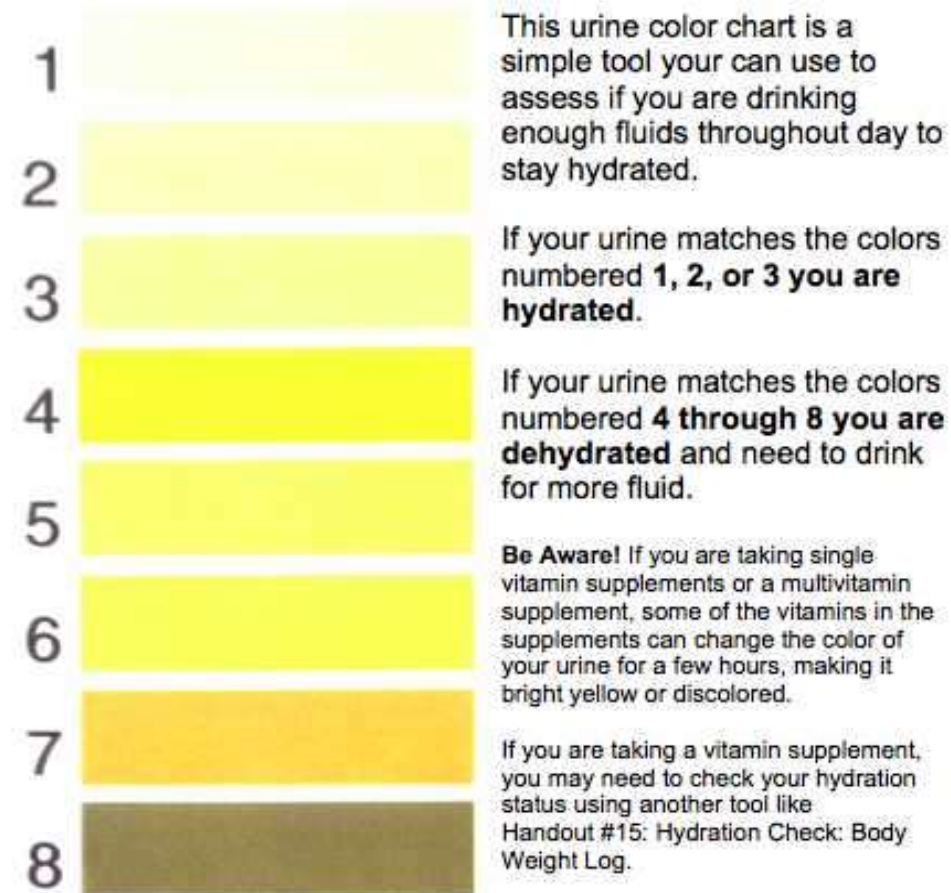 1
2
3
4
5
6
7
8
This urine color chart is a
simple tool your can use to
assess if you are drinking
enough fluids throughout day to
stay hydrated.
If your urine matches the colors
numbered 1, 2, or 3 you are
hydrated.
If your urine matches the colors
numbered 4 through 8 you are
dehydrated and need to drink
for more fluid.
Be Aware! If you are taking single
vitamin supplements or a multivitamin
supplement, some of the vitamins in the
supplements can change the color of
your urine for a few hours, making it
bright yellow or discolored.
If you are taking a vitamin supplement,
you may need to check your hydration
status using another tool like
Handout #15: Hydration Check: Body
Weight Log.